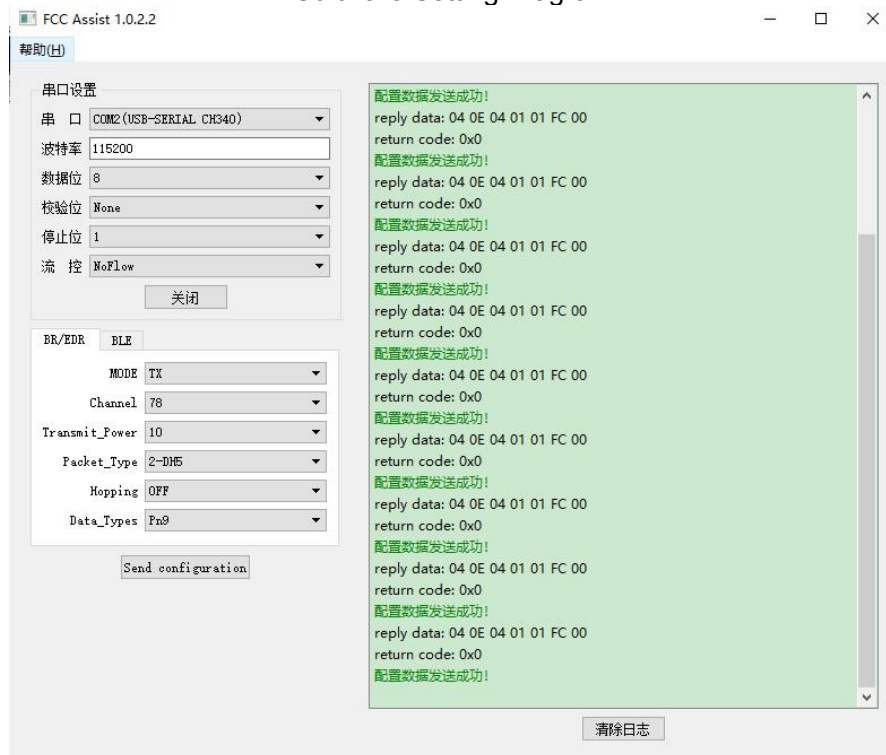 FCC Assist 1.0.2.2
帮助(H)
串口设置
串 口 COM2(USB-SERIAL CH340)
波特率 115200
数据位 8
校验位 None
停止位 1
流 控 NoFlow
关闭
BR/EDR BLE
MODE TX
Channel 78
Transmit_Power 10
Packet_Type 2-DH5
Hopping OFF
Data_Types Pn9
Send configuration
配置数据发送成功!
reply data: 04 0E 04 01 01 FC 00
return code: 0x0
配置数据发送成功!
reply data: 04 0E 04 01 01 FC 00
return code: 0x0
配置数据发送成功!
reply data: 04 0E 04 01 01 FC 00
return code: 0x0
配置数据发送成功!
reply data: 04 0E 04 01 01 FC 00
return code: 0x0
配置数据发送成功!
reply data: 04 0E 04 01 01 FC 00
return code: 0x0
配置数据发送成功!
reply data: 04 0E 04 01 01 FC 00
return code: 0x0
配置数据发送成功!
reply data: 04 0E 04 01 01 FC 00
return code: 0x0
配置数据发送成功!
reply data: 04 0E 04 01 01 FC 00
return code: 0x0
配置数据发送成功!
reply data: 04 0E 04 01 01 FC 00
return code: 0x0
配置数据发送成功!
清除日志